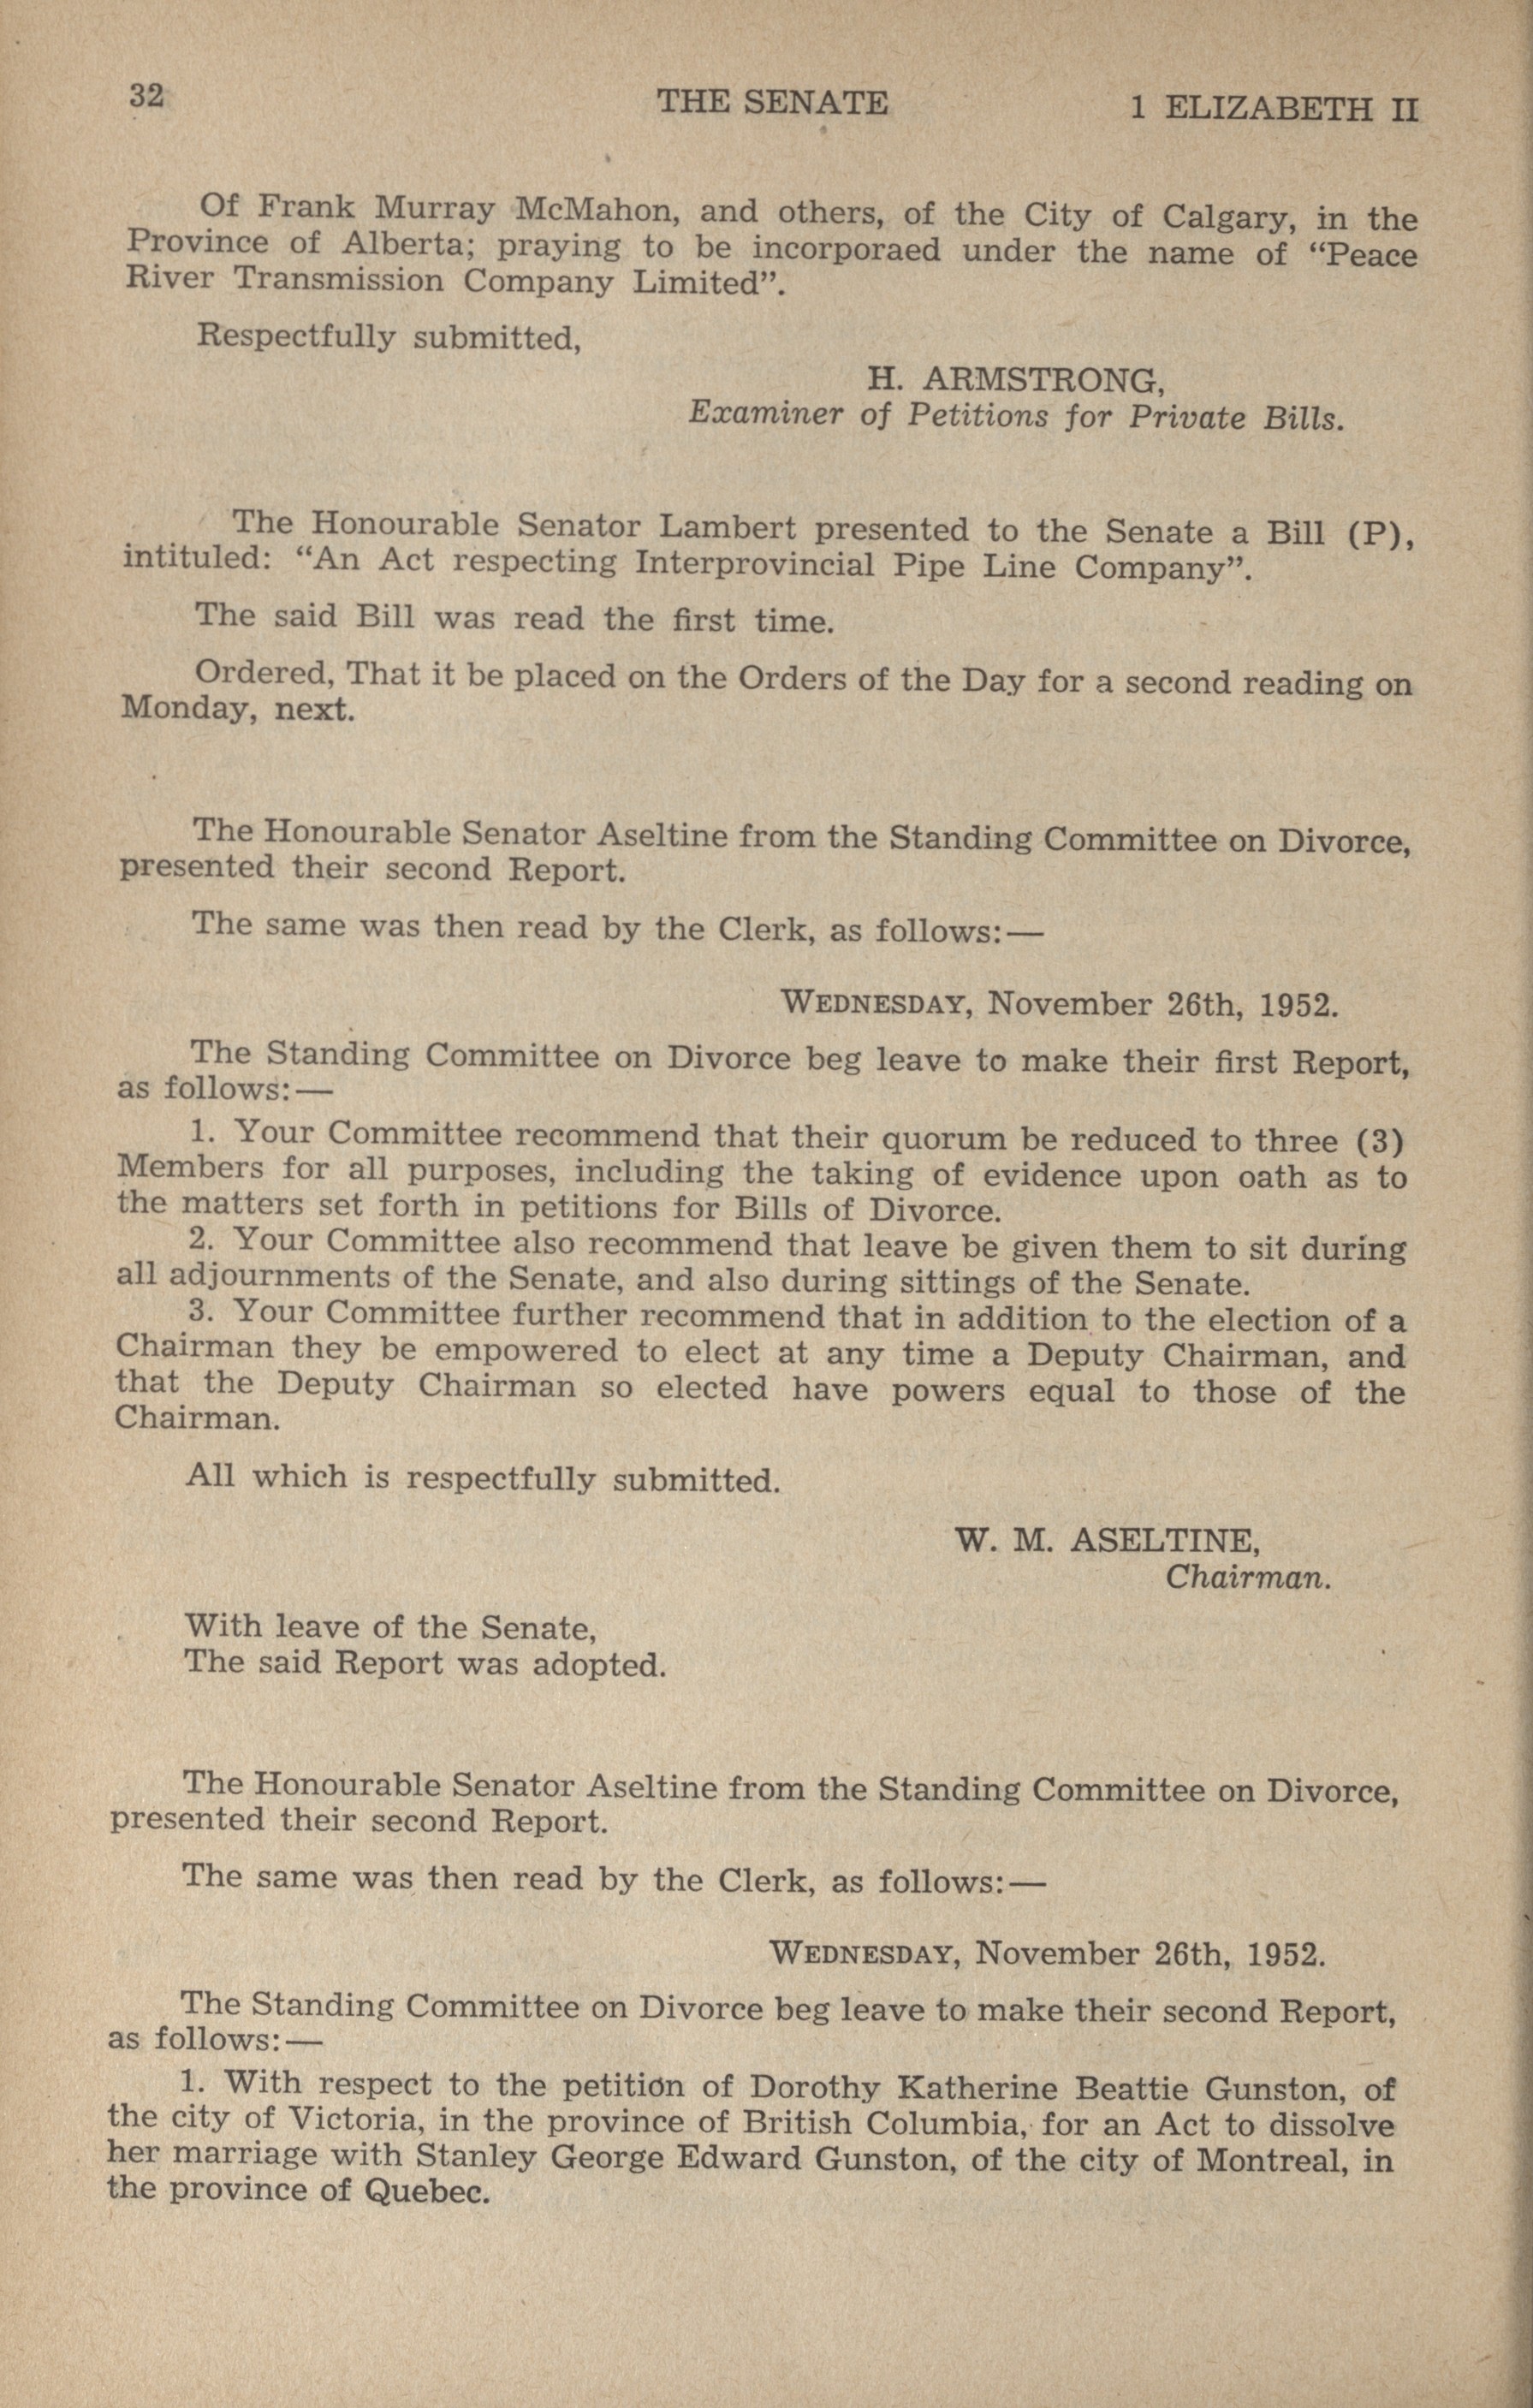 32 THE SENATE 1 ELIZABETH II
Of Frank Murray McMahon, and others, of the City of Calgary, in the
Province of Alberta; praying to be incorporaed under the name of “Peace
River Transmission Company Limited”.
Respectfully submitted,
H. ARMSTRONG,
Examiner of Petitions for Private Bills.
The Honourable Senator Lambert presented to the Senate a Bill (P),
intituled: “An Act respecting Interprovincial Pipe Line Company”.
The said Bill was read the first time.
Ordered, That it be placed on the Orders of the Day for a second reading on
Monday, next.
The Honourable Senator Aseltine from the Standing Committee on Divorce,
presented their second Report.
The same was then read by the Clerk, as follows:—
WEDNESDAY, November 26th, 1952.
The Standing Committee on Divorce beg leave to make their first Report,
as follows:—
1. Your Committee recommend that their quorum be reduced to three (3)
Members for all purposes, including the taking of evidence upon oath as to
the matters set forth in petitions for Bills of Divorce.
2. Your Committee also recommend that leave be given them to sit during
all adjournments of the Senate, and also during sittings of the Senate.
3. Your Committee further recommend that in addition to the election of a
Chairman they be empowered to elect at any time a Deputy Chairman, and
that the Deputy Chairman so elected have powers equal to those of the
Chairman.
All which is respectfully submitted.
W. M. ASELTINE,
Chairman.
With leave of the Senate,
The said Report was adopted.
The Honourable Senator Aseltine from the Standing Committee on Divorce,
presented their second Report.
The same was then read by the Clerk, as follows:—
WEDNESDAY, November 26th, 1952.
The Standing Committee on Divorce beg leave to make their second Report,
as follows:—
1. With respect to the petition of Dorothy Katherine Beattie Gunston, of
the city of Victoria, in the province of British Columbia, for an Act to dissolve
her marriage with Stanley George Edward Gunston, of the city of Montreal, in
the province of Quebec.